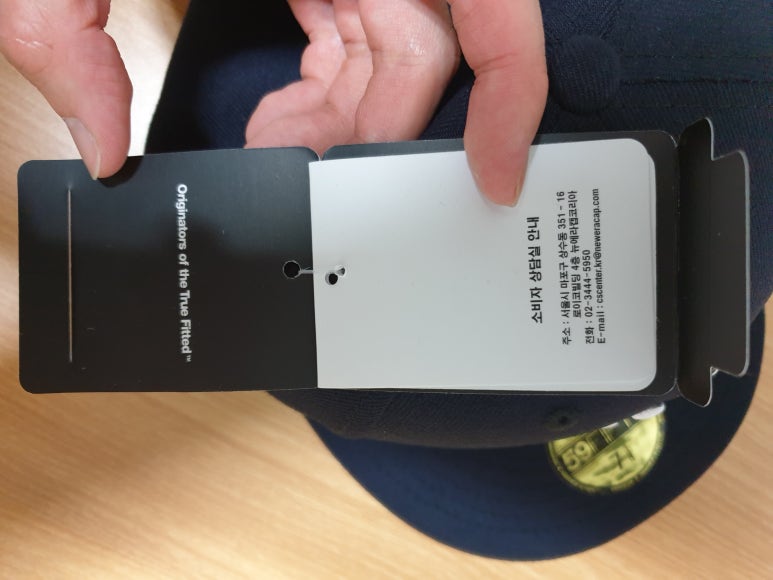 Originators of the True Fitted™
소비자 상담실 안내
주소 : 서울시 마포구 상수동 351 - 16
로이코빌딩 4층 뉴에라캡코리아
전화 : 02-3444-5950
E-mail : cscenter.kr@neweracap.com
59